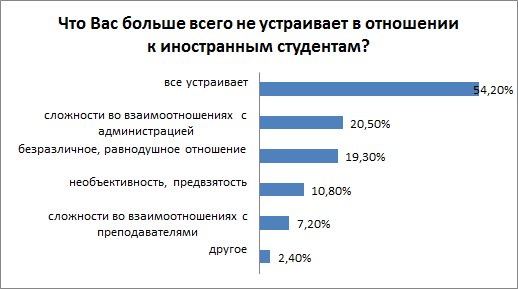 Что Вас больше всего не устраивает в отношении
к иностранным студентам?
все устраивает
54,20%
сложности во взаимоотношениях с
администрацией
20,50%
безразличное, равнодушное отношение
19,30%
необъективность, предвзятость
10,80%
сложности во взаимоотношениях с
преподавателями
7,20%
другое
2,40%